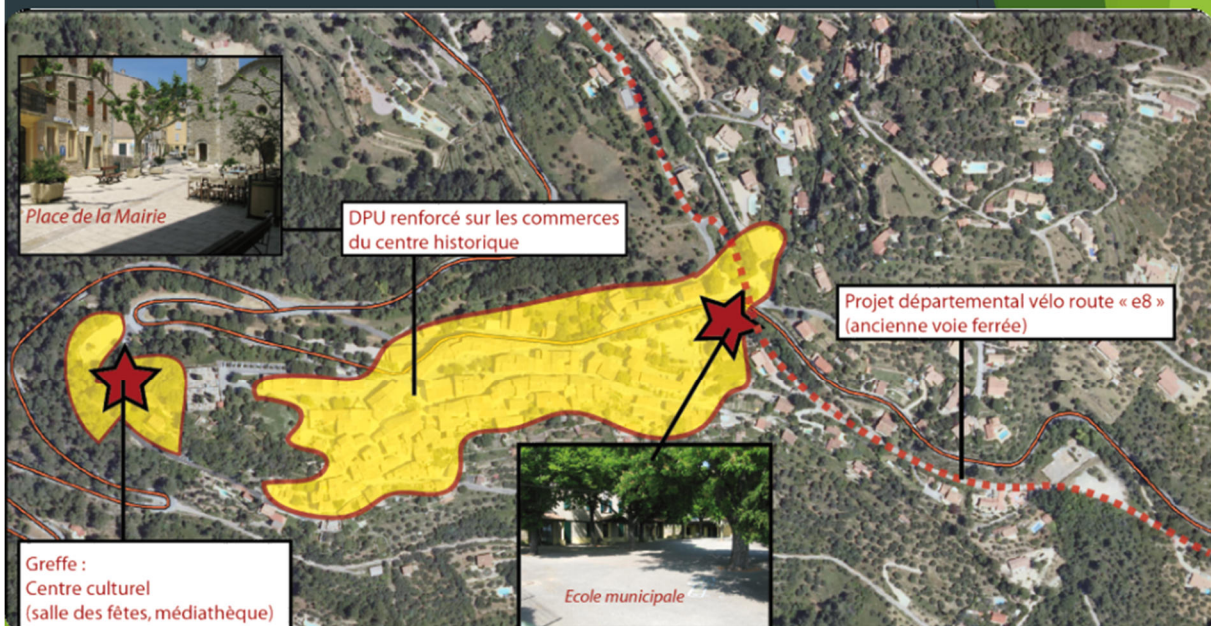 Place de la Mairie
DPU renforcé sur les commerces
du centre historique
Projet départemental vélo route « e8 »
(ancienne voie ferrée)
Greffe :
Centre culturel
(salle des fêtes, médiathèque)
Ecole municipale